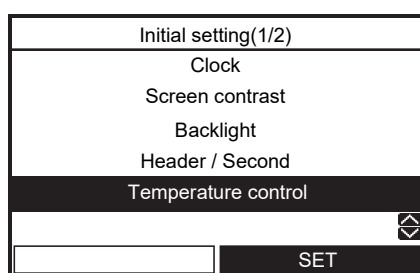 Initial setting(1/2)
Clock
Screen contrast
Backlight
Header / Second
Temperature control
SET